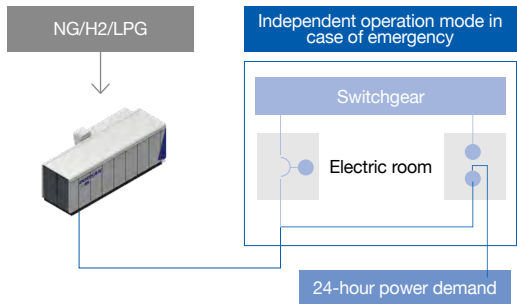 NG/H2/LPG
Independent operation mode in
case of emergency
Switchgear
Electric room
24-hour power demand